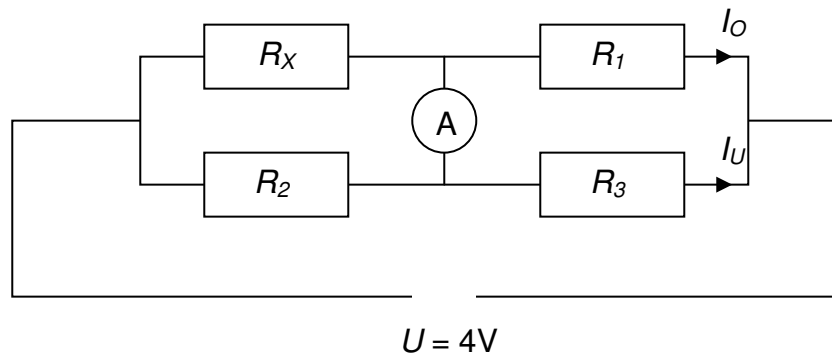 I_O
R_X R_1
A
I_U
R_2 R_3
U = 4V